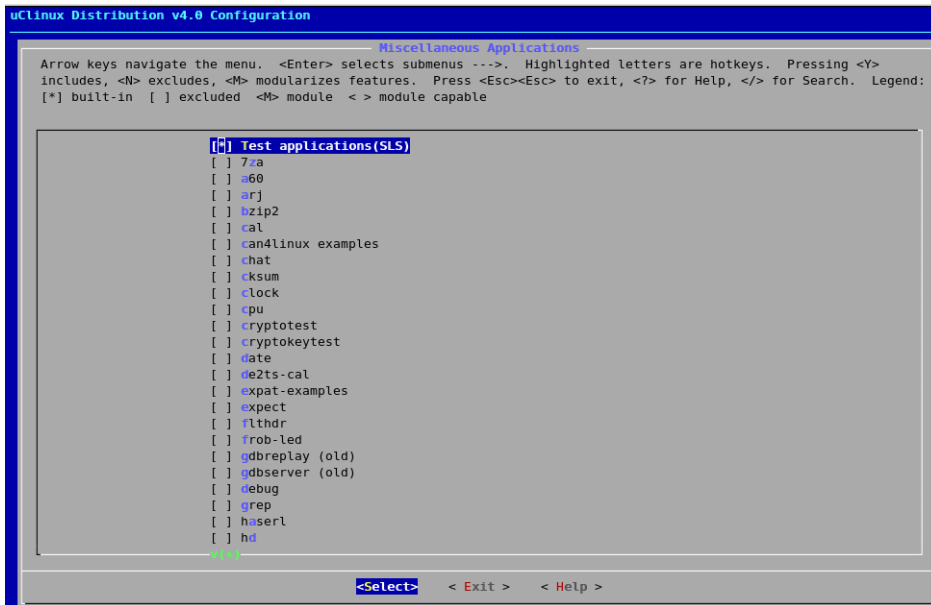 uClinux Distribution v4.0 Configuration
Miscellaneous Applications
Arrow keys navigate the menu.  <Enter> selects submenus --->.  Highlighted letters are hotkeys.  Pressing <Y>
includes, <N> excludes, <M> modularizes features.  Press <Esc><Esc> to exit, <?> for Help, </> for Search.  Legend:
[*] built-in  [ ] excluded  <M> module  < > module capable
[*] Test applications(SLS)
[ ] 7za
[ ] a60
[ ] arj
[ ] bzip2
[ ] cal
[ ] can4linux examples
[ ] chat
[ ] cksum
[ ] clock
[ ] cpu
[ ] cryptotest
[ ] cryptokeytest
[ ] date
[ ] de2ts-cal
[ ] expat-examples
[ ] expect
[ ] flthdr
[ ] frob-led
[ ] gdbreplay (old)
[ ] gdbserver (old)
[ ] debug
[ ] grep
[ ] haserl
[ ] hd
v(+)
<Select>    < Exit >    < Help >